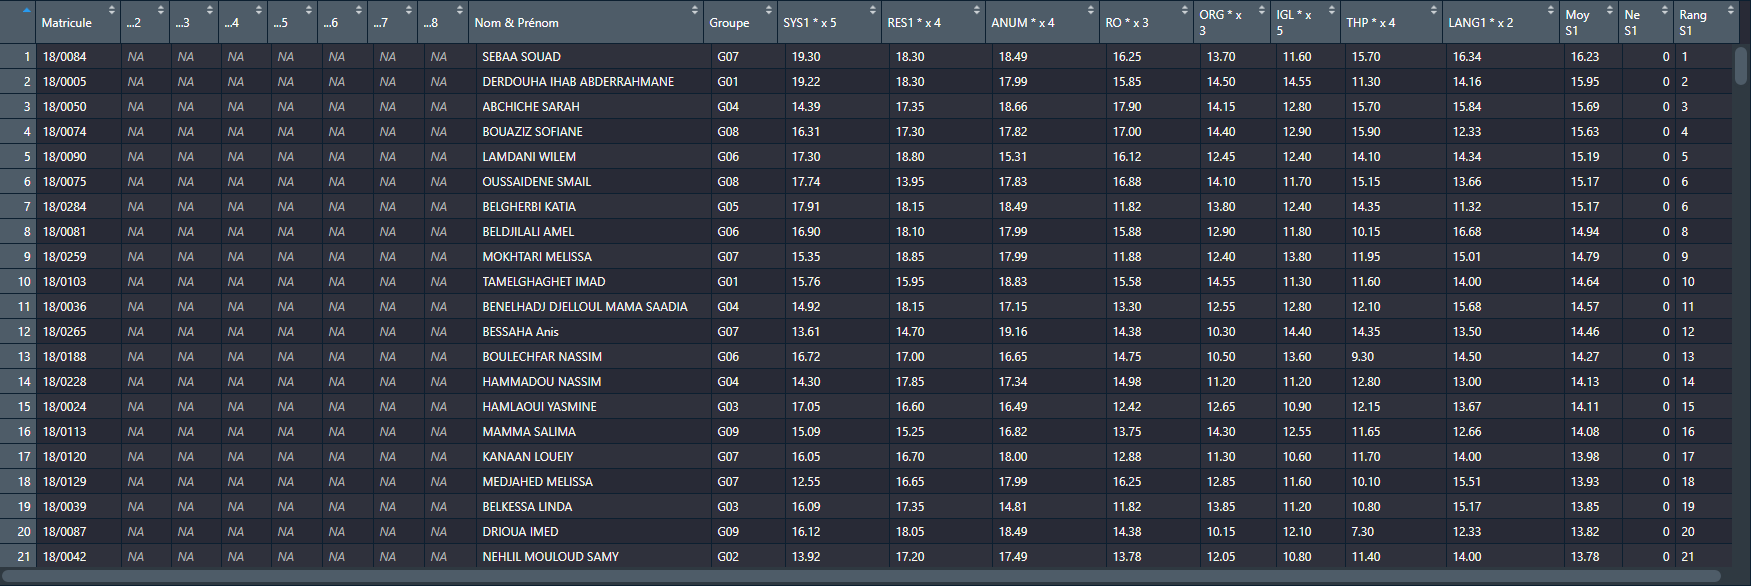 Matricule ...2 ...3 ...4 ...5 ...6 ...7 ...8 Nom & Prénom Groupe SYS1 * x 5 RES1 * x 4 ANUM * x 4 RO * x 3 ORG * x 3 IGL * x 5 THP * x 4 LANG1 * x 2 Moy S1 Ne S1 Rang S1
1 18/0084 NA NA NA NA NA NA NA SEBAA SOUAD G07 19.30 18.30 18.49 16.25 13.70 11.60 15.70 16.34 16.23 0 1
2 18/0005 NA NA NA NA NA NA NA DERDOUHA IHAB ABDERRAHMANE G01 19.22 18.30 17.99 15.85 14.50 14.55 11.30 14.16 15.95 0 2
3 18/0050 NA NA NA NA NA NA NA ABCHICHE SARAH G04 14.39 17.35 18.66 17.90 14.15 12.80 15.70 15.84 15.69 0 3
4 18/0074 NA NA NA NA NA NA NA BOUAZIZ SOFIANE G08 16.31 17.30 17.82 17.00 14.40 12.90 15.90 12.33 15.63 0 4
5 18/0090 NA NA NA NA NA NA NA LAMDANI WILEM G06 17.30 18.80 15.31 16.12 12.45 12.40 14.10 14.34 15.19 0 5
6 18/0075 NA NA NA NA NA NA NA OUSSAIDENE SMAIL G08 17.74 13.95 17.83 16.88 14.10 11.70 15.15 13.66 15.17 0 6
7 18/0284 NA NA NA NA NA NA NA BELGHERBI KATIA G05 17.91 18.15 18.49 11.82 13.80 12.40 14.35 11.32 15.17 0 6
8 18/0081 NA NA NA NA NA NA NA BELDJILALI AMEL G06 16.90 18.10 17.99 15.88 12.90 11.80 10.15 16.68 14.94 0 8
9 18/0259 NA NA NA NA NA NA NA MOKHTARI MELISSA G07 15.35 18.85 17.99 11.88 12.40 13.80 11.95 15.01 14.79 0 9
10 18/0103 NA NA NA NA NA NA NA TAMELGHAGHET IMAD G01 15.76 15.95 18.83 15.58 14.55 11.30 11.60 14.00 14.64 0 10
11 18/0036 NA NA NA NA NA NA NA BENELHADJ DJELLOUL MAMA SAADIA G04 14.92 18.15 17.15 13.30 12.55 12.80 12.10 15.68 14.57 0 11
12 18/0265 NA NA NA NA NA NA NA BESSAHA Anis G07 13.61 14.70 19.16 14.38 10.30 14.40 14.35 13.50 14.46 0 12
13 18/0188 NA NA NA NA NA NA NA BOULECHFAR NASSIM G06 16.72 17.00 16.65 14.75 10.50 13.60 9.30 14.50 14.27 0 13
14 18/0228 NA NA NA NA NA NA NA HAMMADOU NASSIM G04 14.30 17.85 17.34 14.98 11.20 11.20 12.80 13.00 14.13 0 14
15 18/0024 NA NA NA NA NA NA NA HAMLAOUI YASMINE G03 17.05 16.60 16.49 12.42 12.65 10.90 12.15 13.67 14.11 0 15
16 18/0113 NA NA NA NA NA NA NA MAMMA SALIMA G09 15.09 15.25 16.82 13.75 14.30 12.55 11.65 12.66 14.08 0 16
17 18/0120 NA NA NA NA NA NA NA KANAAN LOUEIY G07 16.05 16.70 18.00 12.88 11.30 10.60 11.70 14.00 13.98 0 17
18 18/0129 NA NA NA NA NA NA NA MEDJAHED MELISSA G07 12.55 16.65 17.99 16.25 12.85 11.60 10.10 15.51 13.93 0 18
19 18/0039 NA NA NA NA NA NA NA BELKESSA LINDA G03 16.09 17.35 14.81 11.82 13.85 11.20 10.80 15.17 13.85 0 19
20 18/0087 NA NA NA NA NA NA NA DRIOUA IMED G09 16.12 18.05 18.49 14.38 10.15 12.10 7.30 12.33 13.82 0 20
21 18/0042 NA NA NA NA NA NA NA NEHLIL MOULOUD SAMY G02 13.92 17.20 17.49 13.78 12.05 10.80 11.40 14.00 13.78 0 21